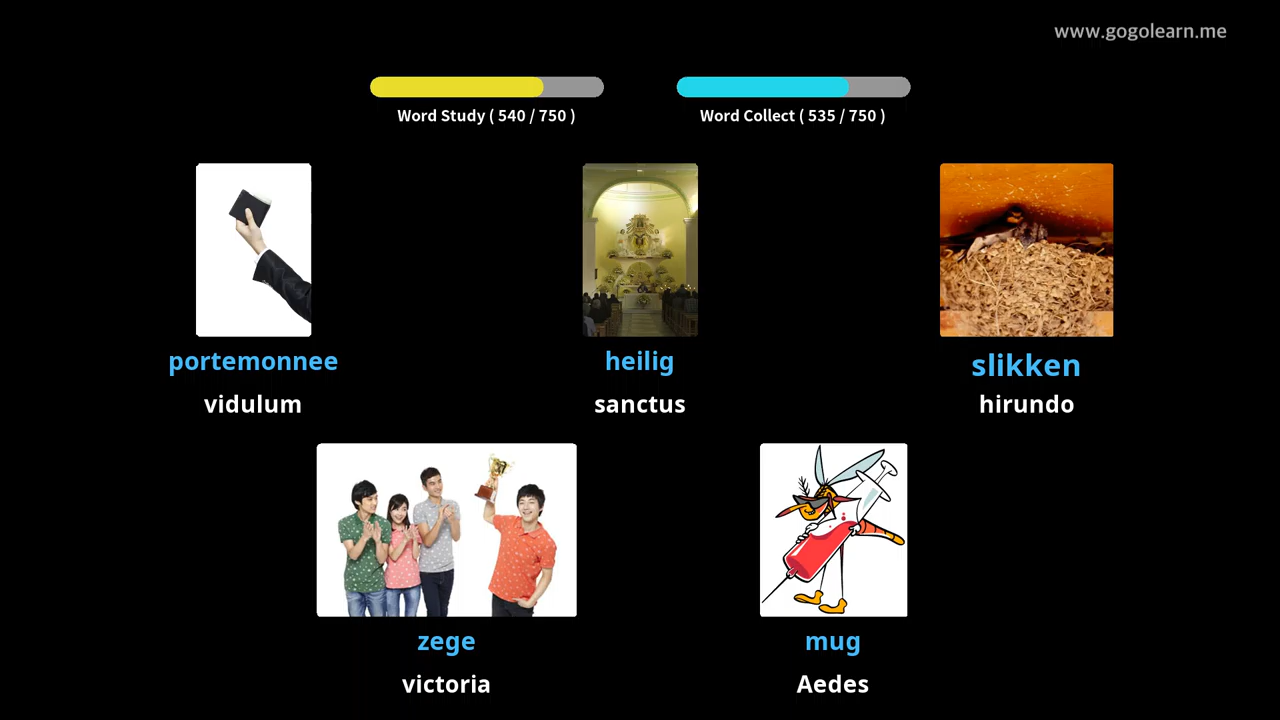 www.gogolearn.me
Word Study ( 540 / 750 )
Word Collect ( 535 / 750 )
portemonnee
heilig
slikken
vidulum
sanctus
hirundo
zege
mug
victoria
Aedes